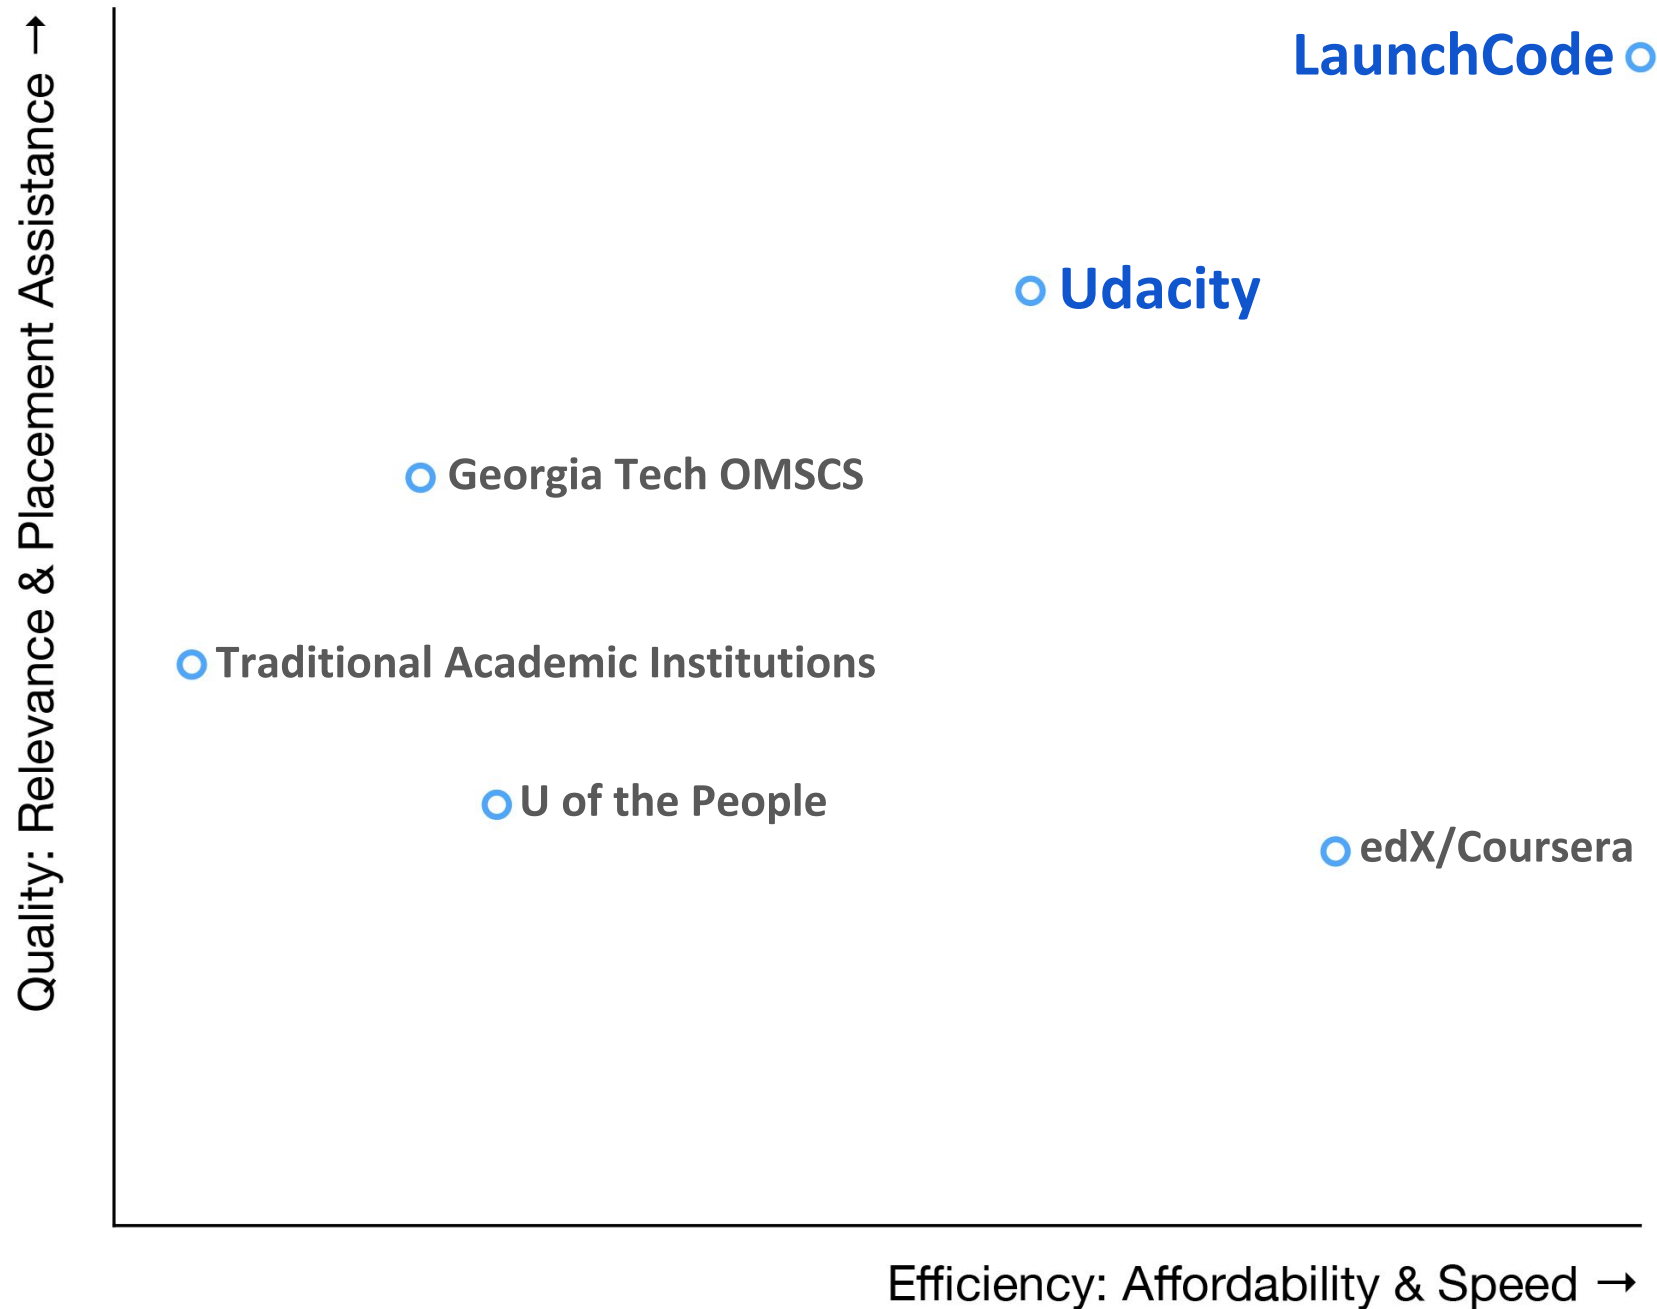 Quality: Relevance & Placement Assistance →
LaunchCode
Udacity
Georgia Tech OMSCS
Traditional Academic Institutions
U of the People
edX/Coursera
Efficiency: Affordability & Speed →